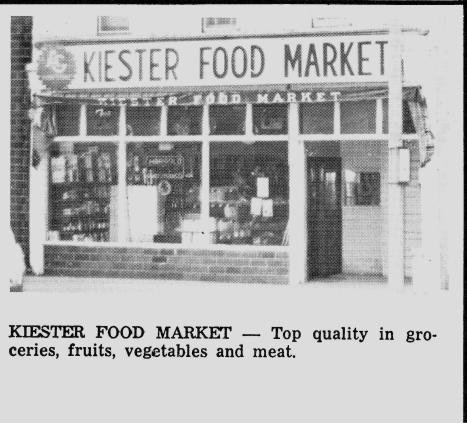 KIESTER FOOD MARKET
KIESTER FOOD MARKET
KIESTER FOOD MARKET — Top quality in gro-
ceries, fruits, vegetables and meat.